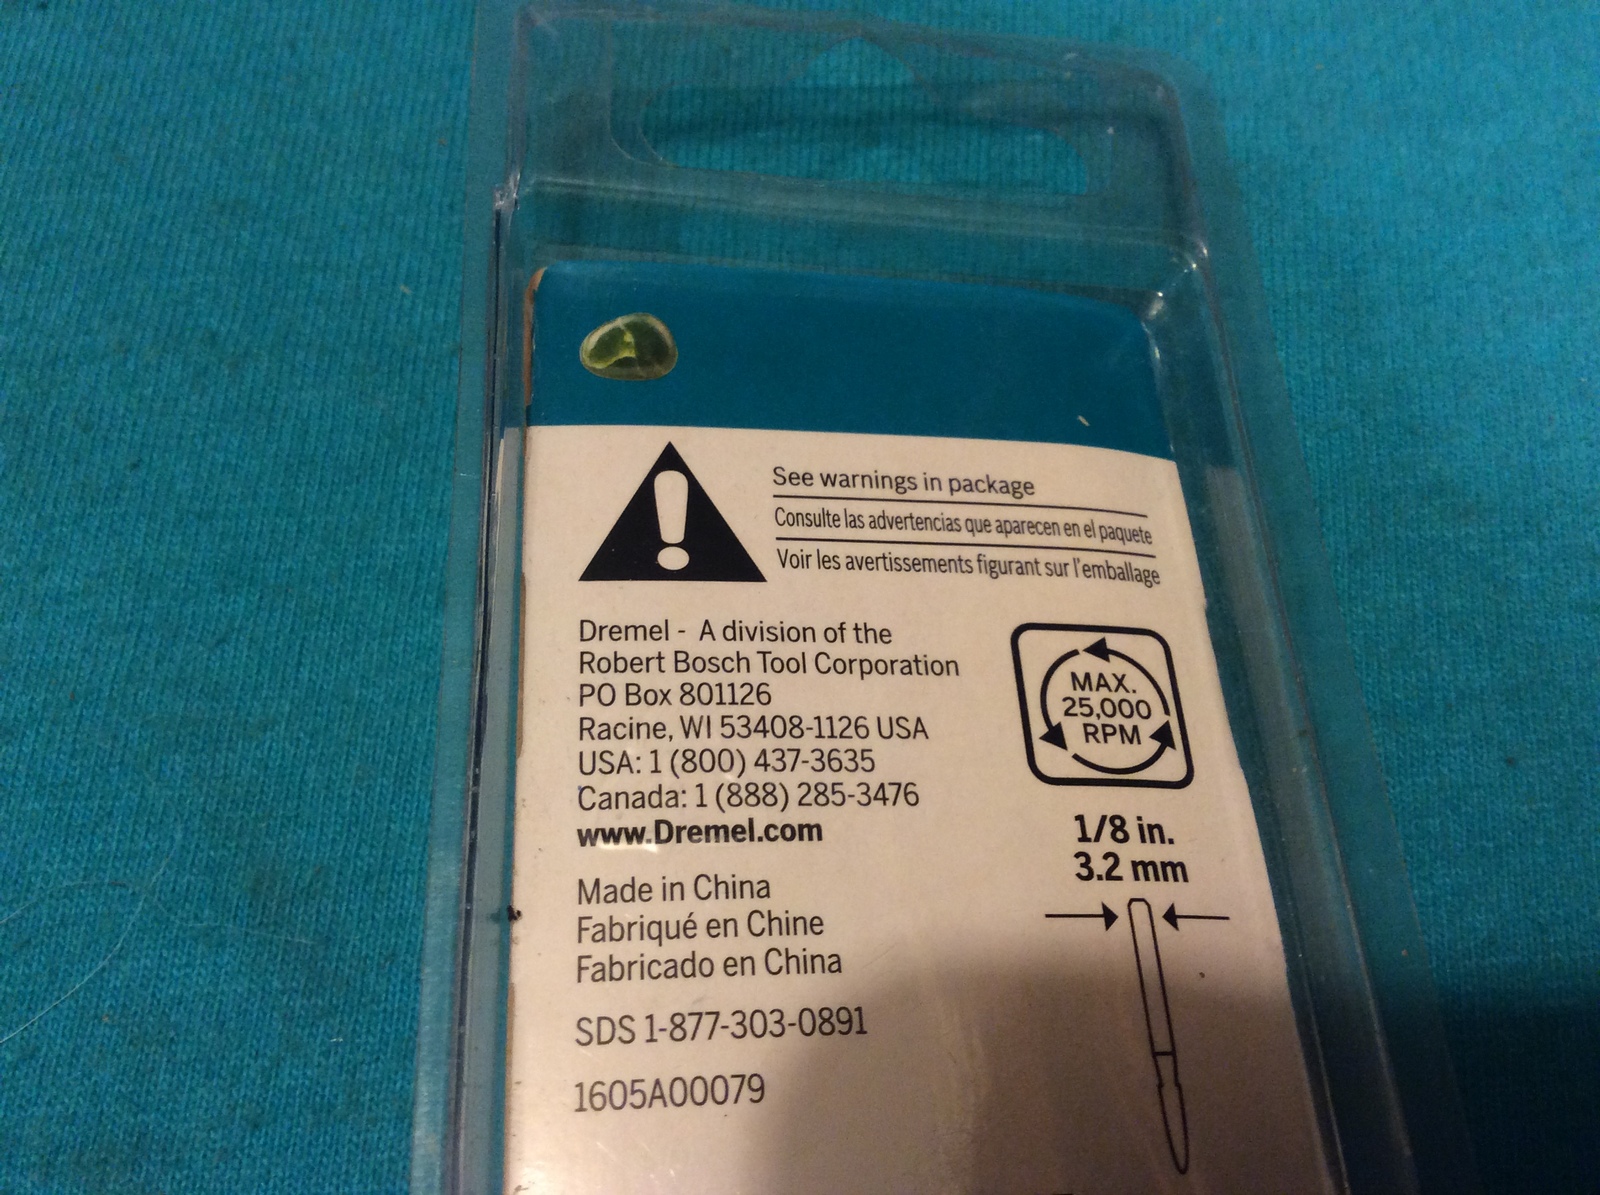 See warnings in package
Consulte las advertencias que aparecen en el paquete
Voir les avertissements figurant sur l'emballage
Dremel - A division of the
Robert Bosch Tool Corporation
PO Box 801126
Racine, WI 53408-1126 USA
USA: 1 (800) 437-3635
Canada: 1 (888) 285-3476
www.Dremel.com
Made in China
Fabriqué en Chine
Fabricado en China
SDS 1-877-303-0891
1605A00079
MAX.
25,000
RPM
1/8 in.
3.2 mm